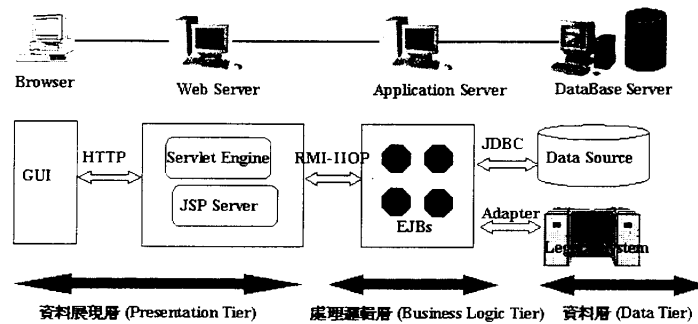 Browser
Web Server
Application Server
DataBase Server
GUI
HTTP
Servlet Engine
JSP Server
RMI-IIOP
EJBs
JDBC
Data Source
Adapter
System
資料展現層 (Presentation Tier)
處理邏輯層 (Business Logic Tier)
資料層 (Data Tier)